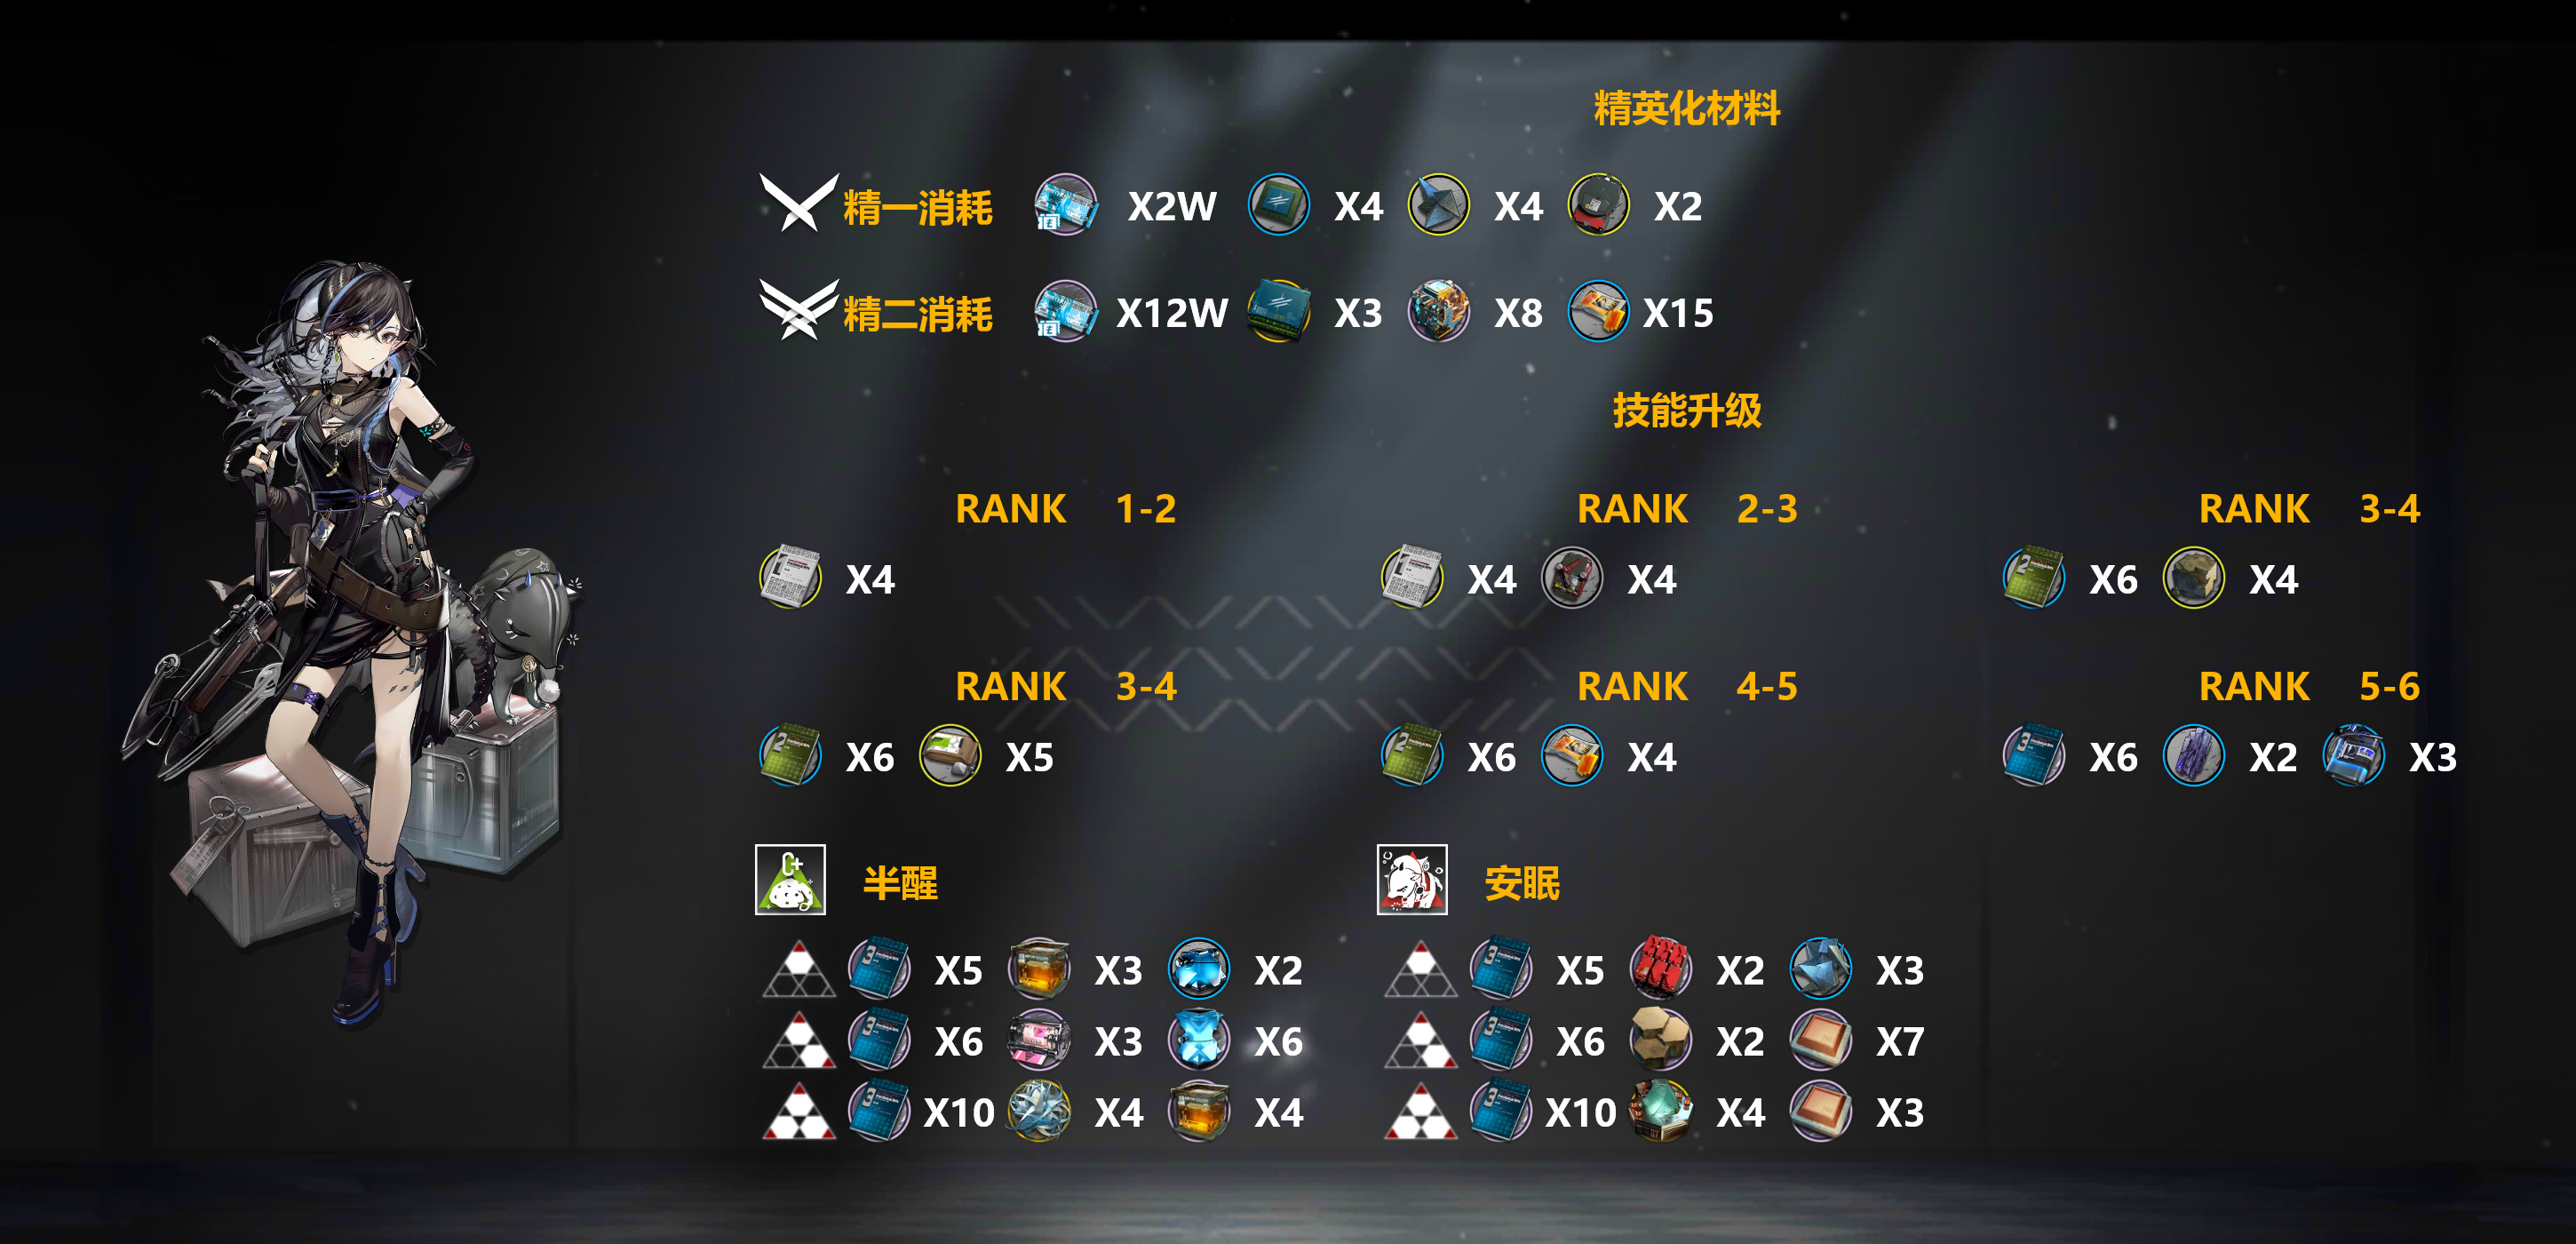 精英化材料
精一消耗 X2W X4 X4 X2
精二消耗 X12W X3 X8 X15
技能升级
RANK 1-2 RANK 2-3 RANK 3-4
X4 X4 X4 X6 X4
RANK 3-4 RANK 4-5 RANK 5-6
X6 X5 X6 X4 X6 X2 X3
半醒 安眠
X5 X3 X2 X5 X2 X3
X6 X3 X6 X6 X2 X7
X10 X4 X4 X10 X4 X3